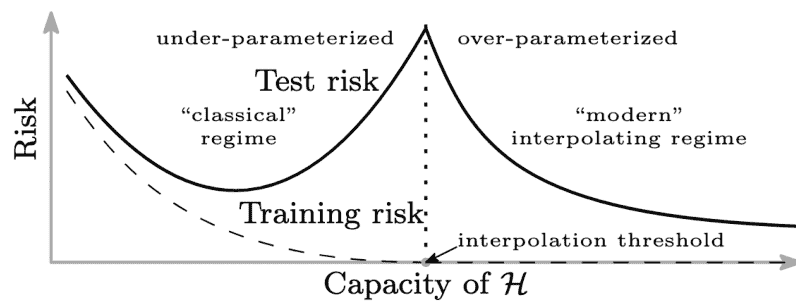 under-parameterized
over-parameterized
Test risk
“classical”
regime
“modern”
interpolating regime
Risk
Training risk
interpolation threshold
Capacity of ℋ